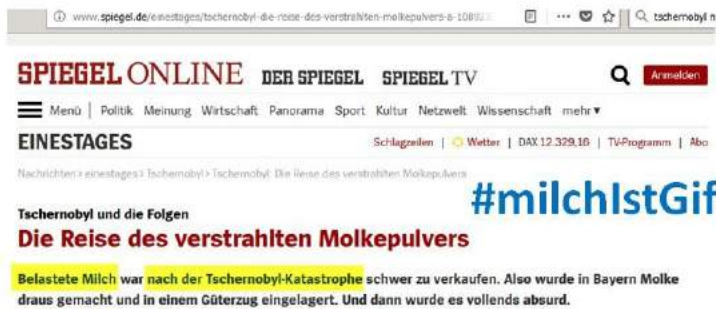 www.spiegel.de/einestages/tschernobyl-die-reise-des-verstrahlten-molkepulvers-a-10892
tschernobyl n
SPIEGEL ONLINE DER SPIEGEL SPIEGEL TV
Anmelden
Menü | Politik Meinung Wirtschaft Panorama Sport Kultur Netzwelt Wissenschaft mehr▼
EINESTAGES
Schlagzeilen | Wetter | DAX 12.329,16 | TV-Programm | Abo
Nachrichten > einestages > Tschernobyl > Tschernobyl: Die Reise des verstrahlten Molkepulvers
#milchIstGif
Tschernobyl und die Folgen
Die Reise des verstrahlten Molkepulvers
Belastete Milch war nach der Tschernobyl-Katastrophe schwer zu verkaufen. Also wurde in Bayern Molke
draus gemacht und in einem Güterzug eingelagert. Und dann wurde es vollends absurd.